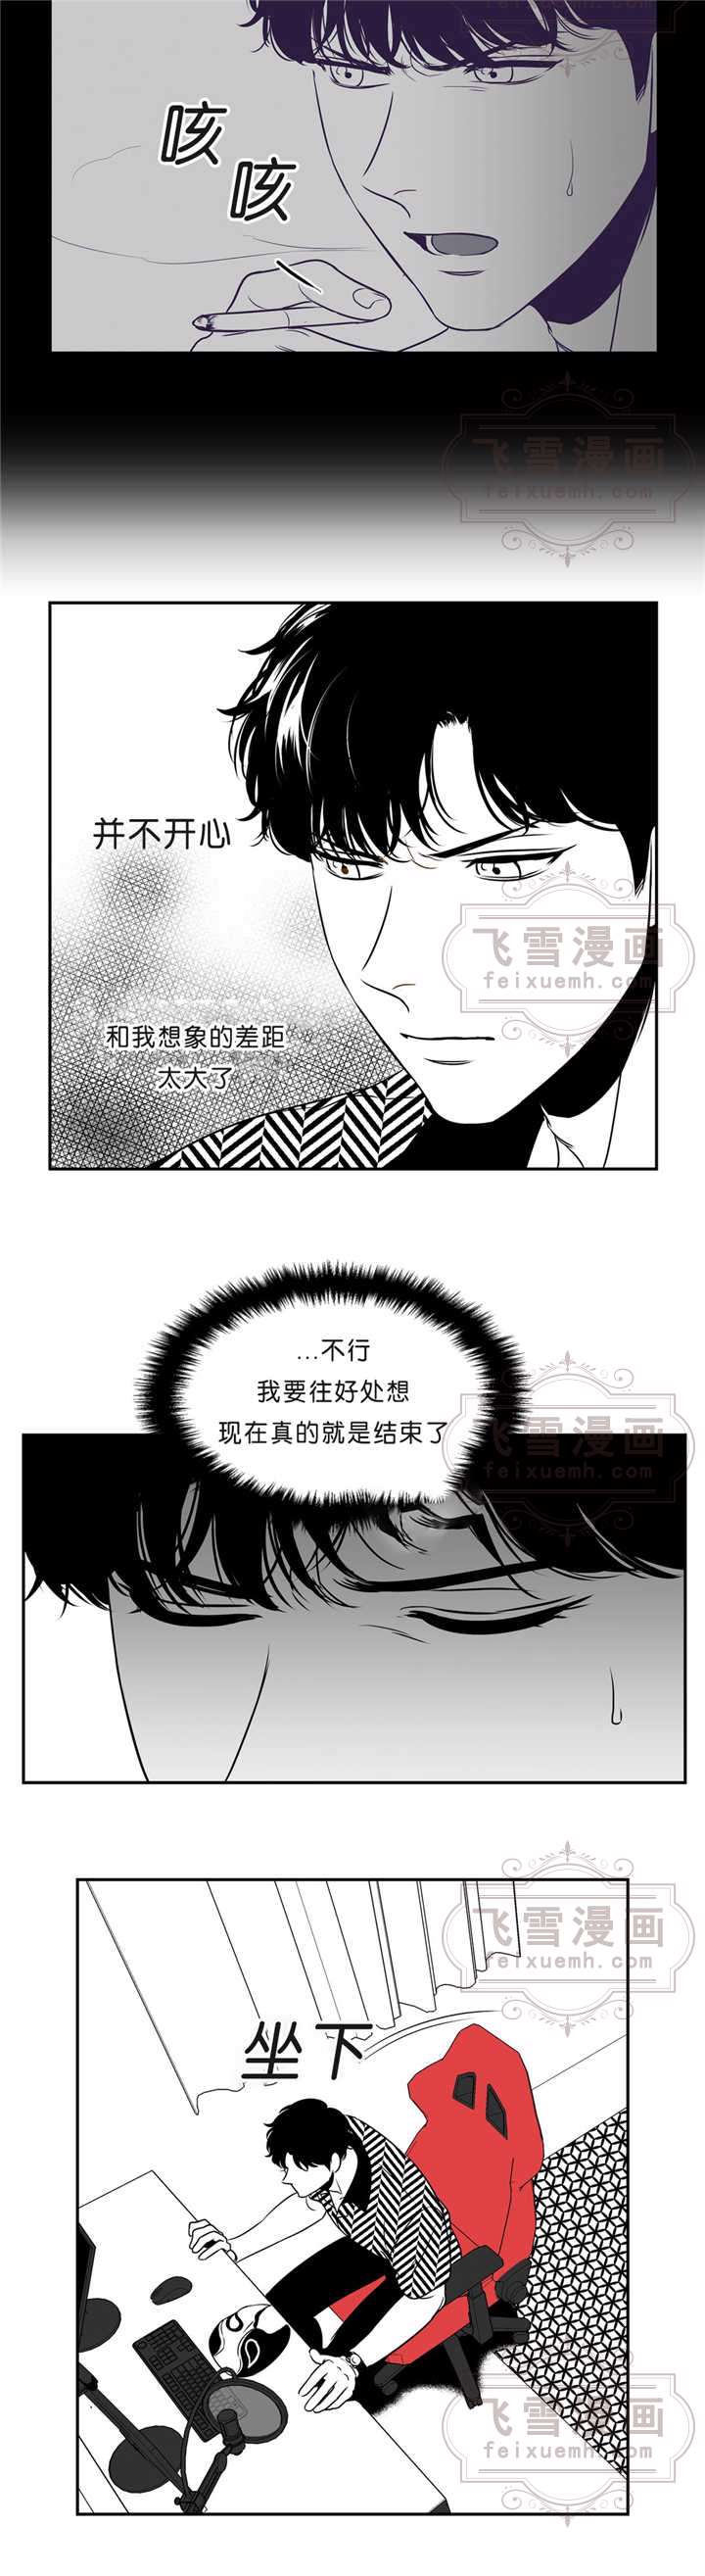 咳
咳
飞雪漫画
feixuemh.com
并不开心
飞雪漫画
feixuemh.com
和我想象的差距
太大了
...不行
我要往好处想
现在真的就是结束了
飞雪漫画
feixuemh.com
飞雪漫画
feixuemh.com
坐下
飞雪漫画
feixuemh.com